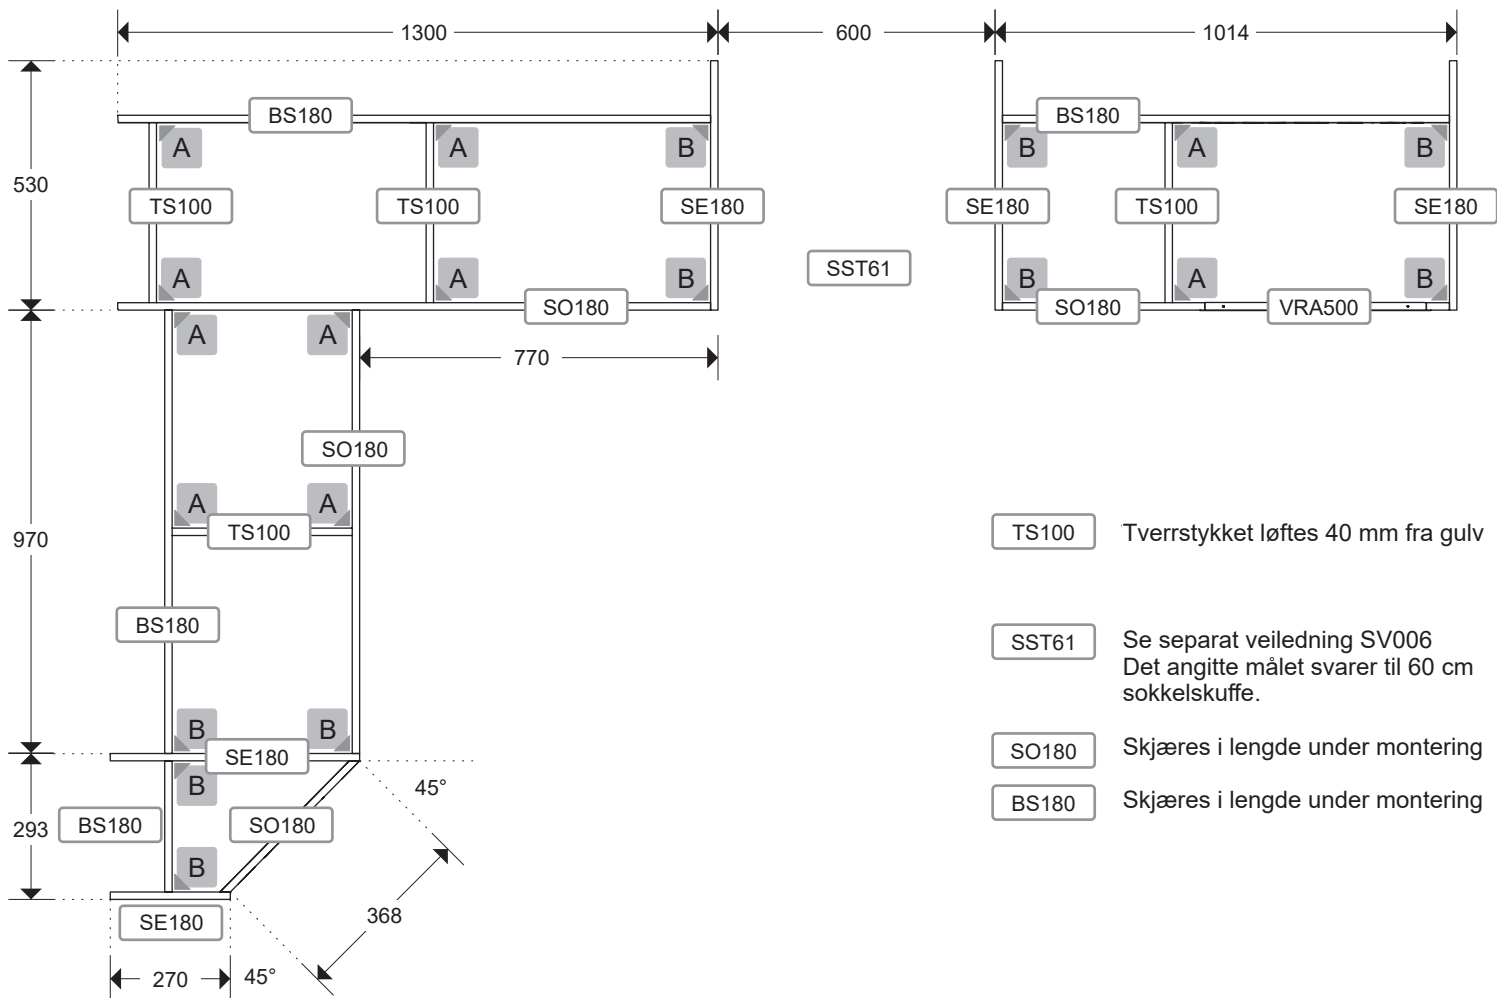 1300
600
1014
BS180
BS180
A
A
B
B
A
B
530
TS100
TS100
SE180
SE180
TS100
SE180
SST61
A
A
B
B
A
B
SO180
SO180
VRA500
A
A
770
SO180
A
A
TS100
TS100
Tverrstykket løftes 40 mm fra gulv
970
BS180
SST61
Se separat veiledning SV006
Det angitte målet svarer til 60 cm
sokkelskuffe.
B
B
SE180
SO180
Skjæres i lengde under montering
B
45°
BS180
Skjæres i lengde under montering
293
BS180
SO180
B
SE180
368
270
45°